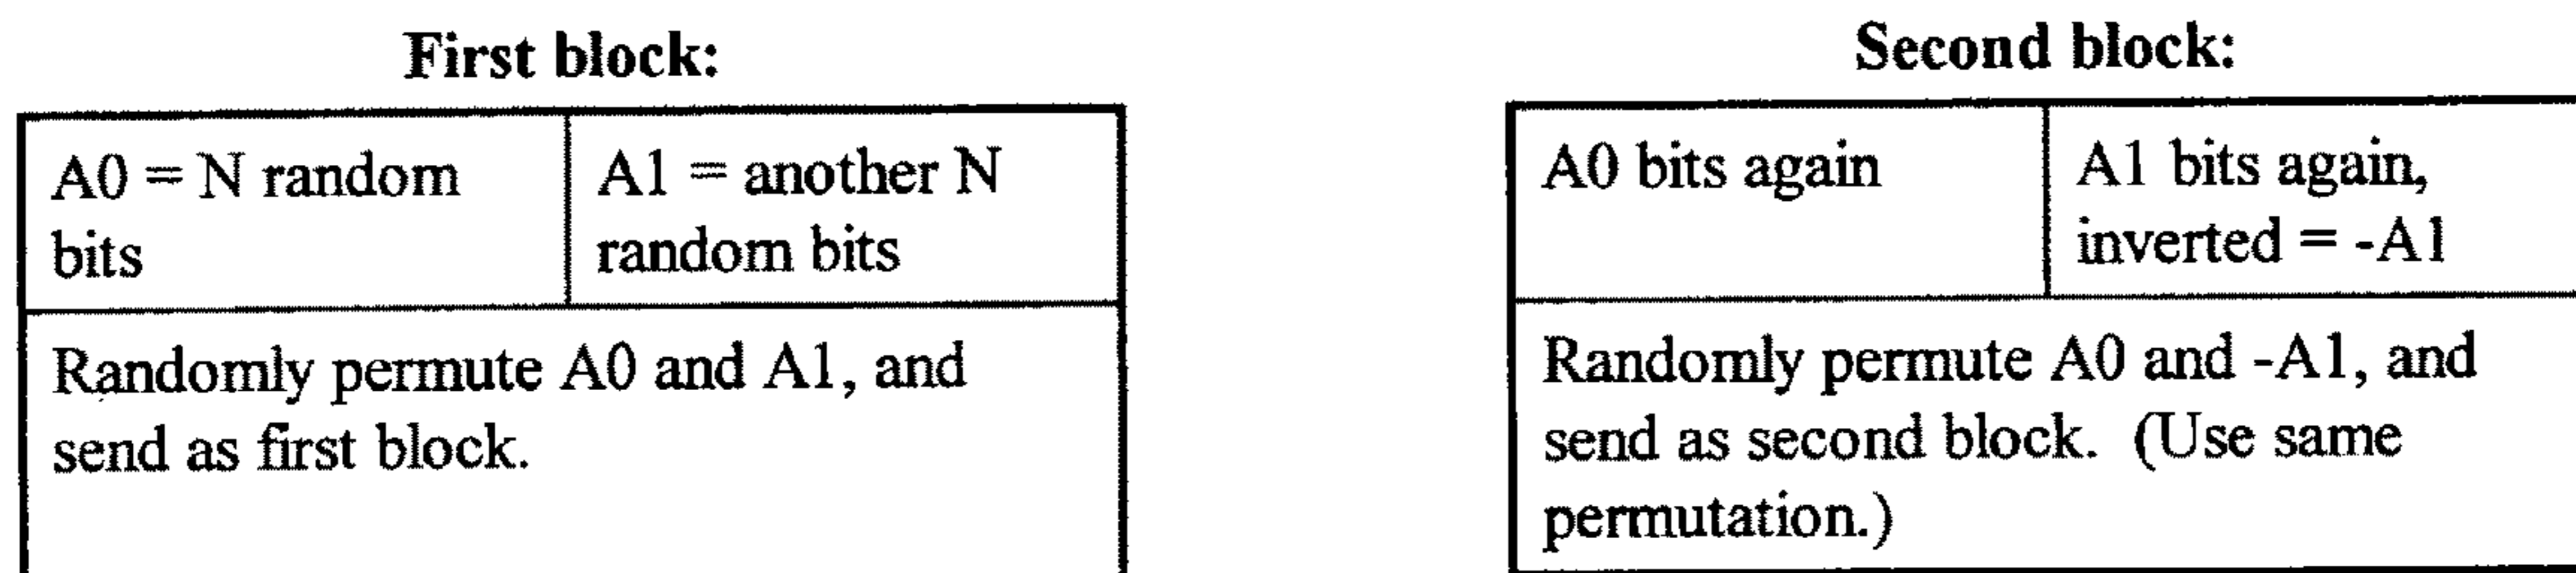 First block:
A0 = N random
bits
A1 = another N
random bits
Randomly permute A0 and A1, and
send as first block.
Second block:
A0 bits again
A1 bits again,
inverted = -A1
Randomly permute A0 and -A1, and
send as second block. (Use same
permutation.)